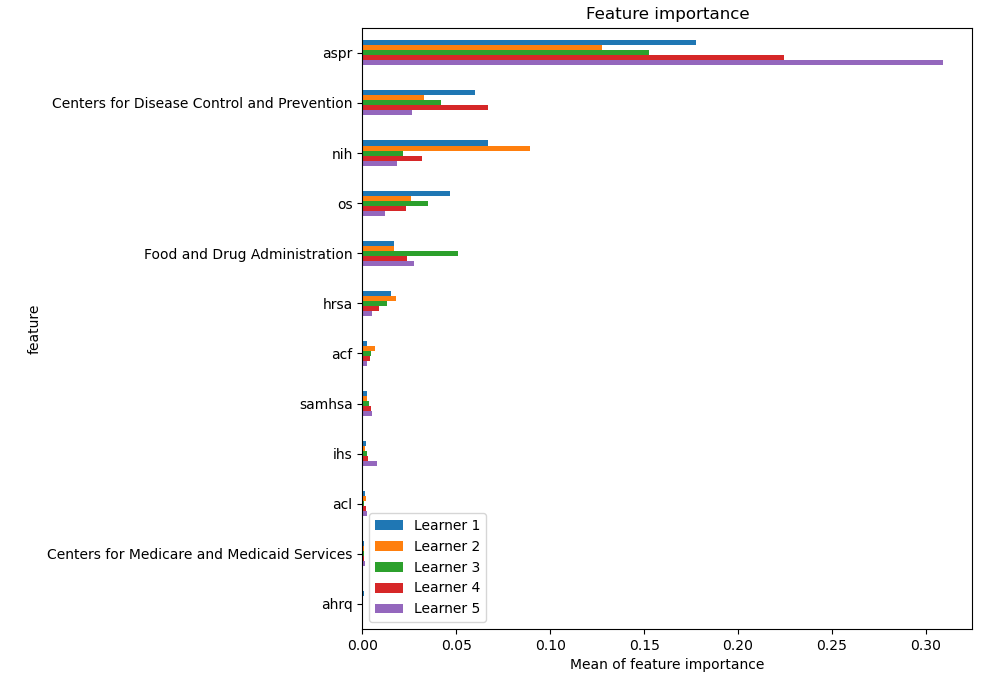 Feature importance
feature
aspr
Centers for Disease Control and Prevention
nih
os
Food and Drug Administration
hrsa
acf
samhsa
ihs
acl
Centers for Medicare and Medicaid Services
ahrq
Learner 1
Learner 2
Learner 3
Learner 4
Learner 5
0.00 0.05 0.10 0.15 0.20 0.25 0.30
Mean of feature importance